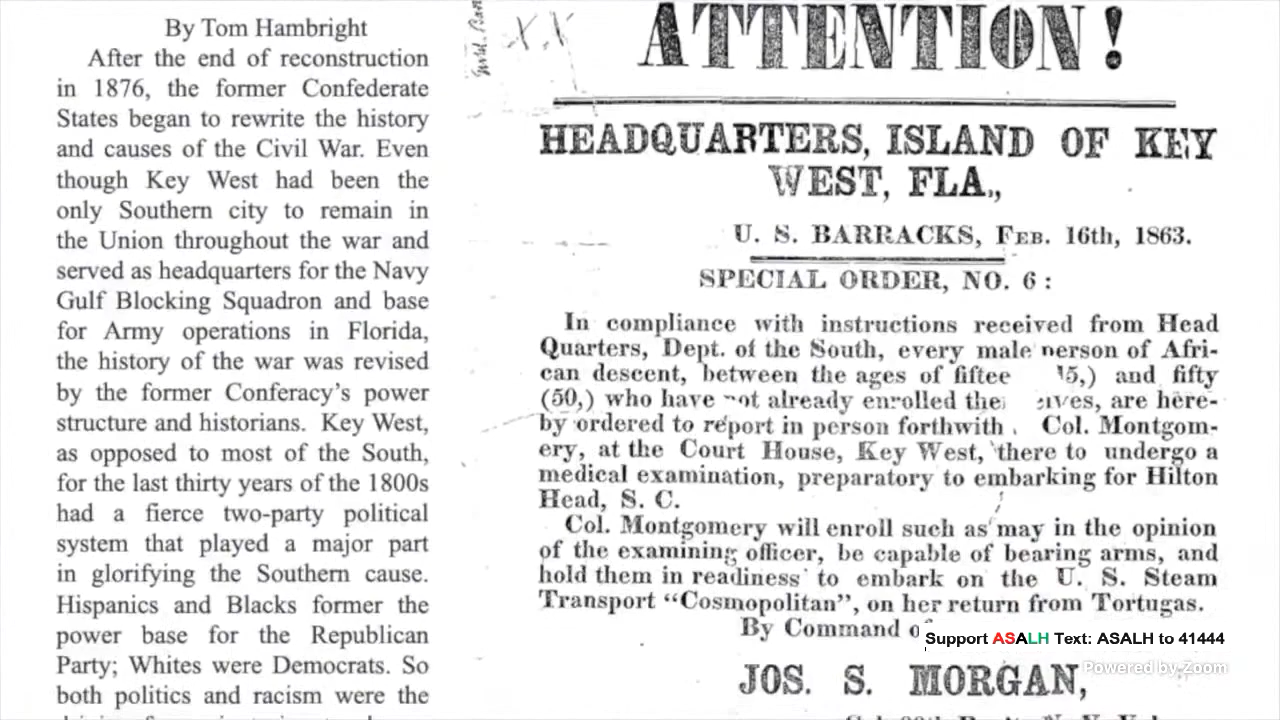 By Tom Hambright
After the end of reconstruction
in 1876, the former Confederate
States began to rewrite the history
and causes of the Civil War. Even
though Key West had been the
only Southern city to remain in
the Union throughout the war and
served as headquarters for the Navy
Gulf Blocking Squadron and base
for Army operations in Florida,
the history of the war was revised
by the former Conferacy's power
structure and historians. Key West,
as opposed to most of the South,
for the last thirty years of the 1800s
had a fierce two-party political
system that played a major part
in glorifying the Southern cause.
Hispanics and Blacks former the
power base for the Republican
Party; Whites were Democrats. So
both politics and racism were the
ATTENTION!
HEADQUARTERS, ISLAND OF KEY
WEST, FLA.,
U. S. BARRACKS, FEB. 16th, 1863.
SPECIAL ORDER, NO. 6:
In compliance with instructions received from Head
Quarters, Dept. of the South, every male person of Afri-
can descent, between the ages of 15,) and fifty
(50,) who have not already enrolled are here-
by ordered to report in person forthwith Col. Montgom-
ery, at the Court House, Key West, there to undergo a
medical examination, preparatory to embarking for Hilton
Head, S. C.
Col. Montgomery will enroll such as may in the opinion
of the examining officer, be capable of bearing arms, and
hold them in readiness to embark on the U. S. Steam
Transport "Cosmopolitan", on her return from Tortugas.
By Command
JOS. S. MORGAN,
Support ASALH Text: ASALH to 41444
Powered by Zoom